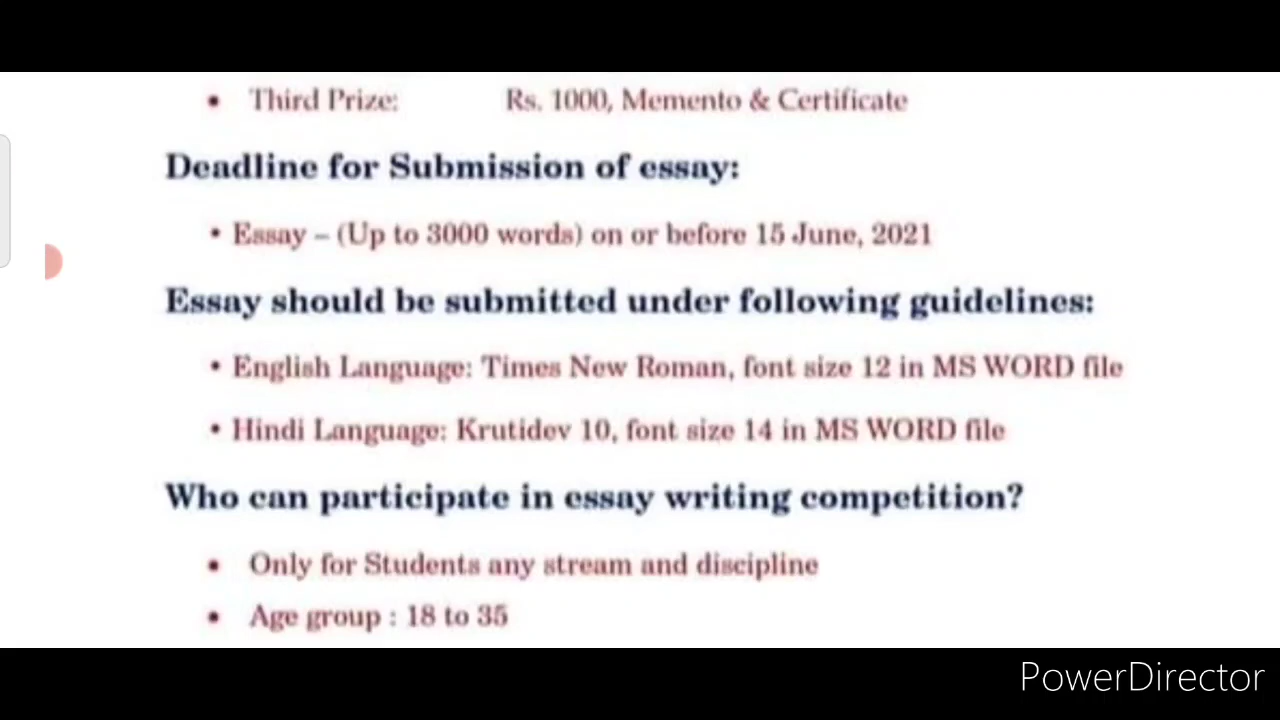 • Third Prize: Rs. 1000, Memento & Certificate
Deadline for Submission of essay:
• Essay – (Up to 3000 words) on or before 15 June, 2021
Essay should be submitted under following guidelines:
• English Language: Times New Roman, font size 12 in MS WORD file
• Hindi Language: Krutidev 10, font size 14 in MS WORD file
Who can participate in essay writing competition?
• Only for Students any stream and discipline
• Age group : 18 to 35
PowerDirector